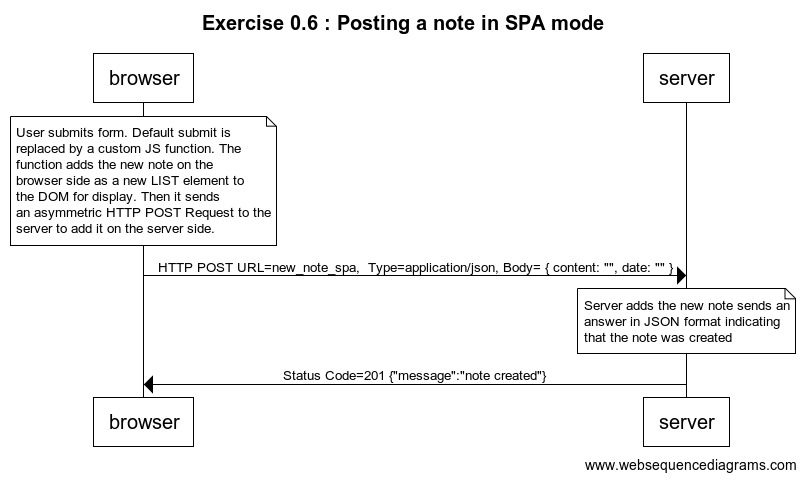 Exercise 0.6 : Posting a note in SPA mode
browser
server
User submits form. Default submit is
replaced by a custom JS function. The
function adds the new note on the
browser side as a new LIST element to
the DOM for display. Then it sends
an asymmetric HTTP POST Request to the
server to add it on the server side.
HTTP POST URL=new_note_spa,  Type=application/json, Body= { content: "", date: "" }
Server adds the new note sends an
answer in JSON format indicating
that the note was created
Status Code=201 {"message":"note created"}
browser
server
www.websequencediagrams.com